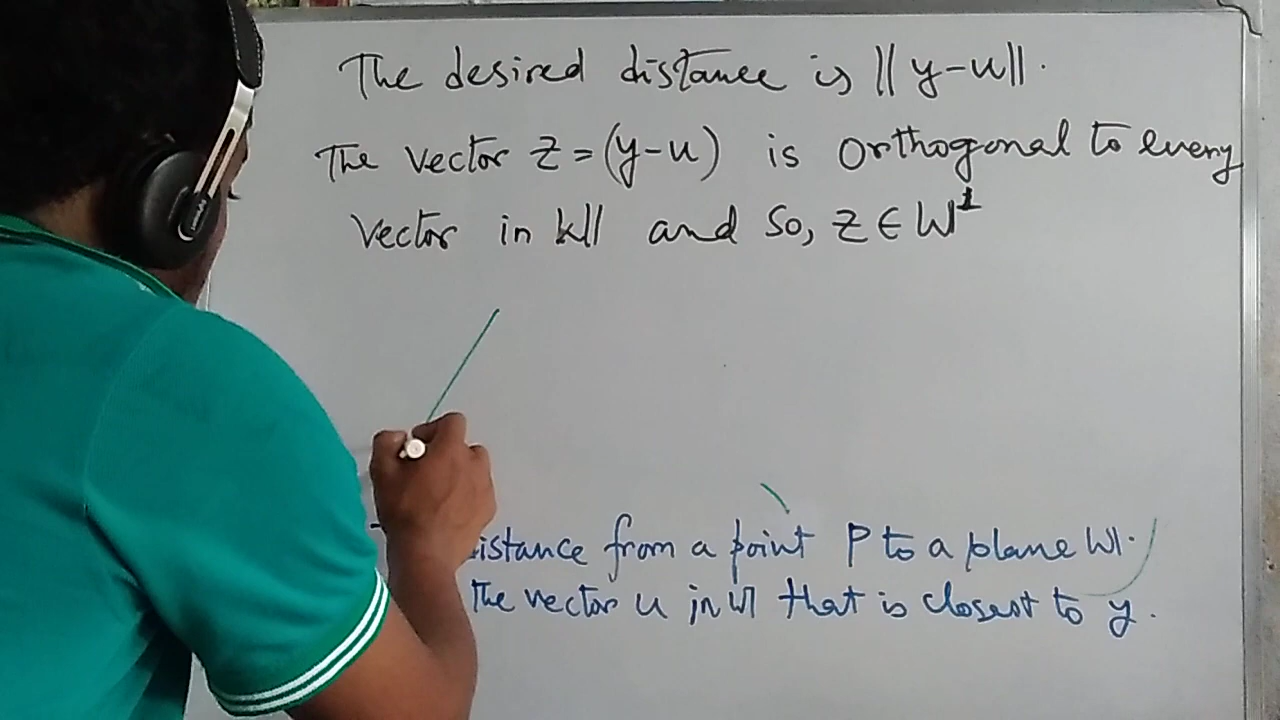 The desired distance is ||y-u||.
The vector z=(y-u) is orthogonal to every
vector in W and so, z∈W⊥
istance from a point P to a plane W.
The vector u in W that is closest to y.